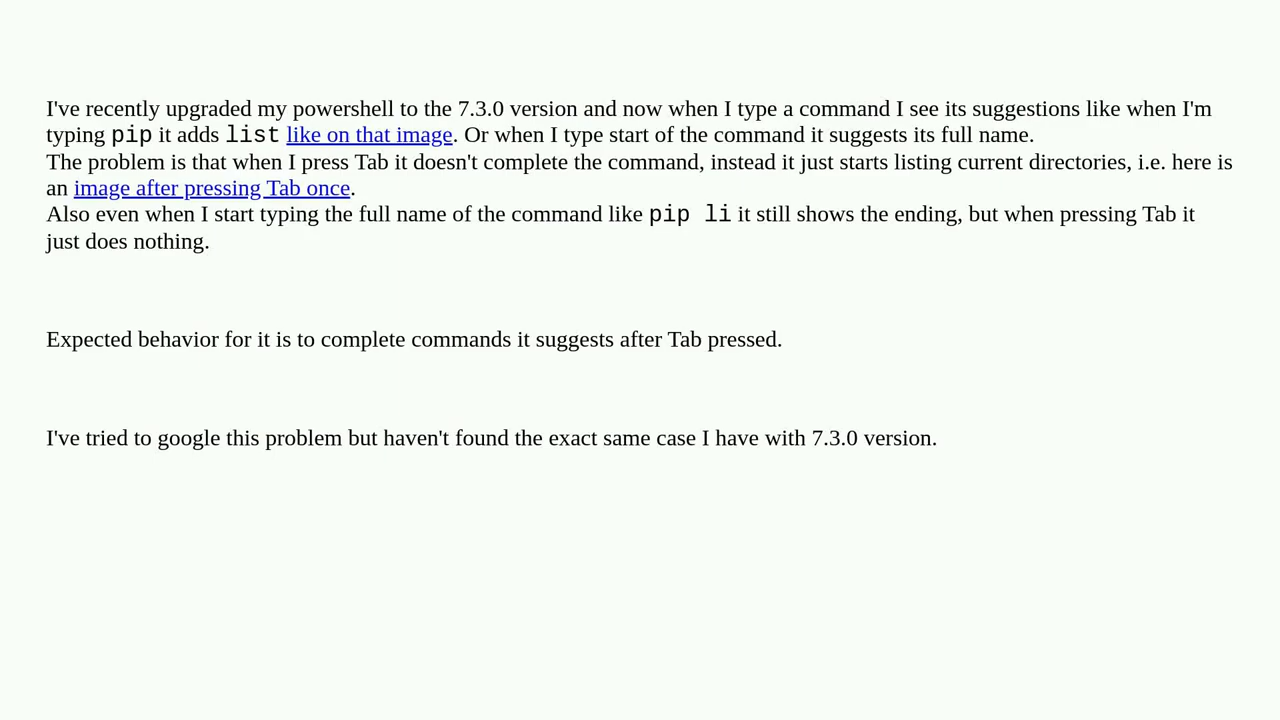 I've recently upgraded my powershell to the 7.3.0 version and now when I type a command I see its suggestions like when I'm
typing pip it adds list like on that image. Or when I type start of the command it suggests its full name.
The problem is that when I press Tab it doesn't complete the command, instead it just starts listing current directories, i.e. here is
an image after pressing Tab once.
Also even when I start typing the full name of the command like pip li it still shows the ending, but when pressing Tab it
just does nothing.
Expected behavior for it is to complete commands it suggests after Tab pressed.
I've tried to google this problem but haven't found the exact same case I have with 7.3.0 version.